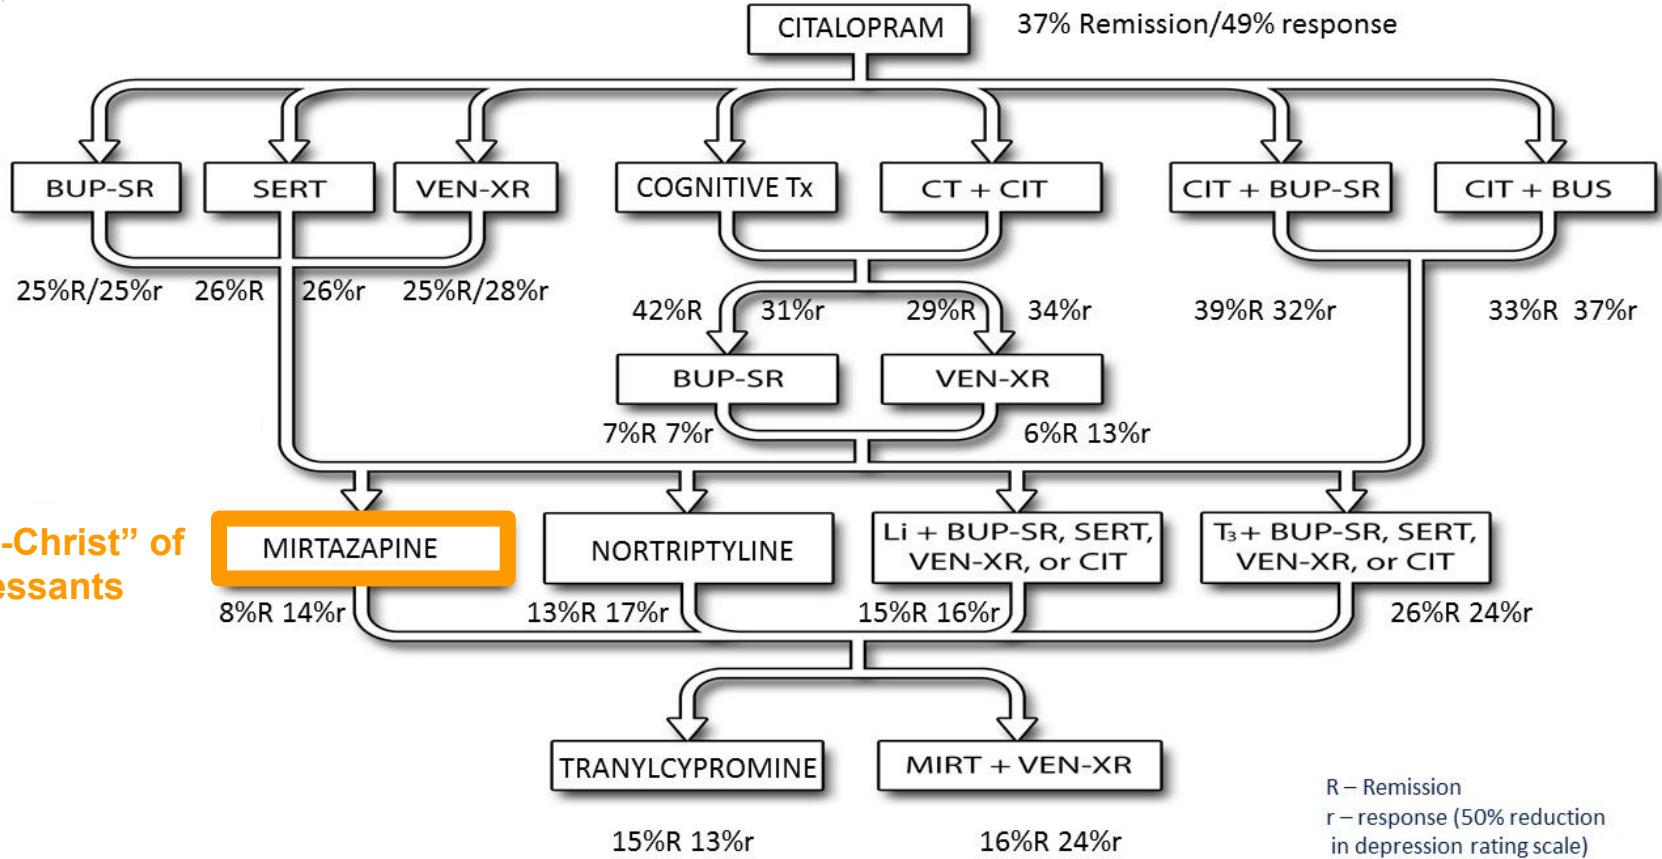 CITALOPRAM
37% Remission/49% response
BUP-SR
SERT
VEN-XR
COGNITIVE Tx
CT + CIT
CIT + BUP-SR
CIT + BUS
25%R/25%r
26%R
26%r
25%R/28%r
42%R
31%r
29%R
34%r
39%R 32%r
33%R 37%r
BUP-SR
VEN-XR
7%R 7%r
6%R 13%r
-Christ” of
essants
MIRTAZAPINE
NORTRIPTYLINE
Li + BUP-SR, SERT,
VEN-XR, or CIT
T₃+ BUP-SR, SERT,
VEN-XR, or CIT
8%R 14%r
13%R 17%r
15%R 16%r
26%R 24%r
TRANYLCYPROMINE
MIRT + VEN-XR
15%R 13%r
16%R 24%r
R – Remission
r – response (50% reduction
in depression rating scale)